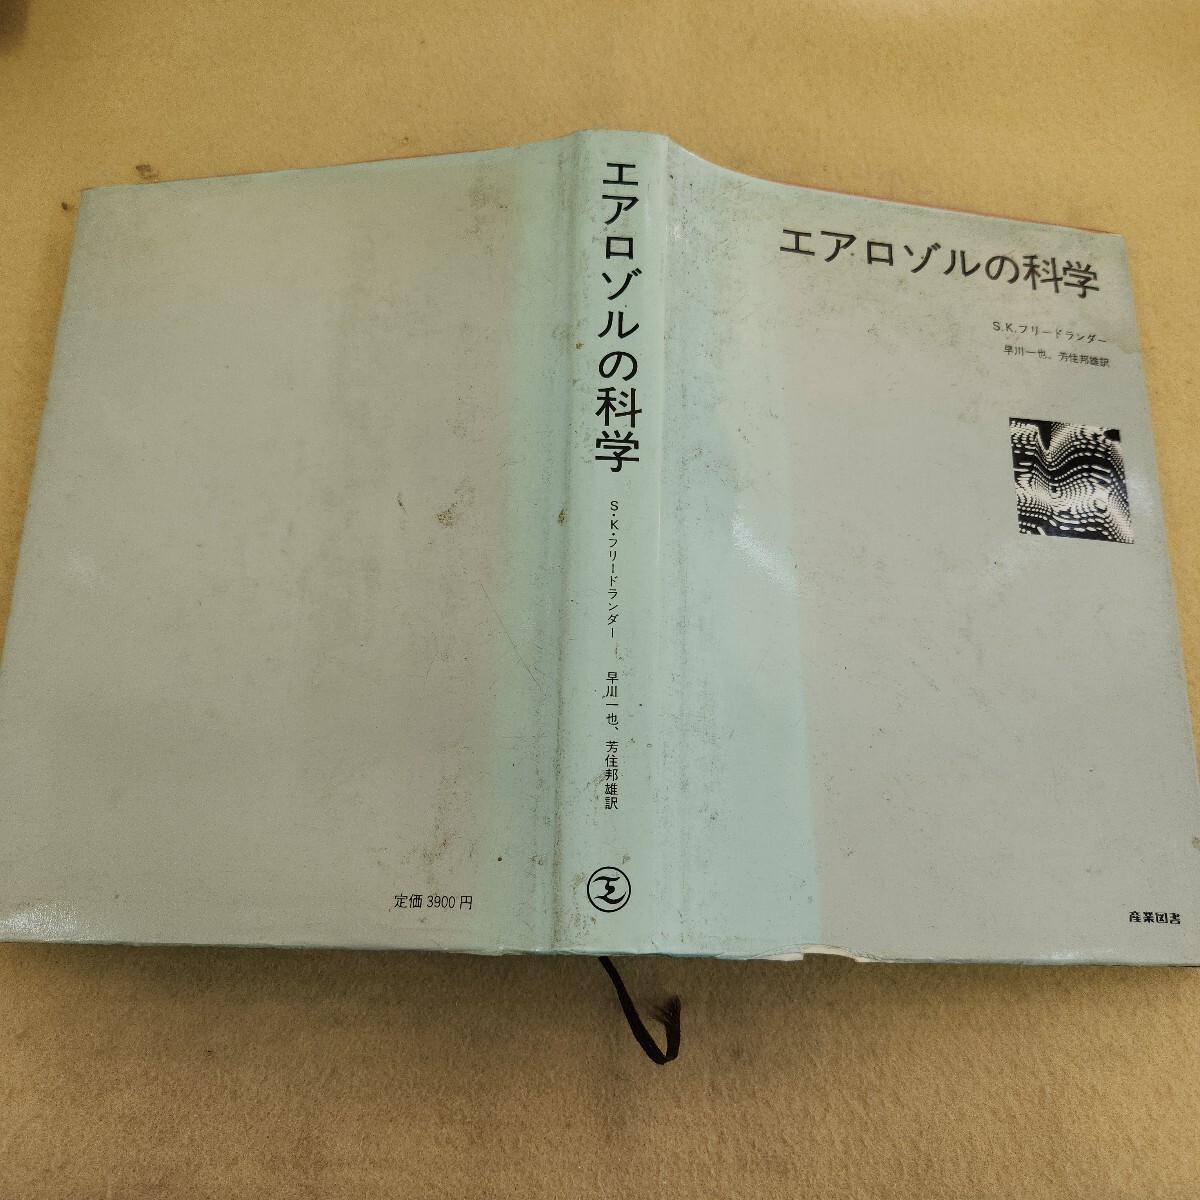 エアロゾルの科学
S.K.フリードランダー
早川一也、芳住邦雄訳
産業図書
エアロゾルの科学
S・K・フリードランダー
早川一也、芳住邦雄訳
定価 3900 円